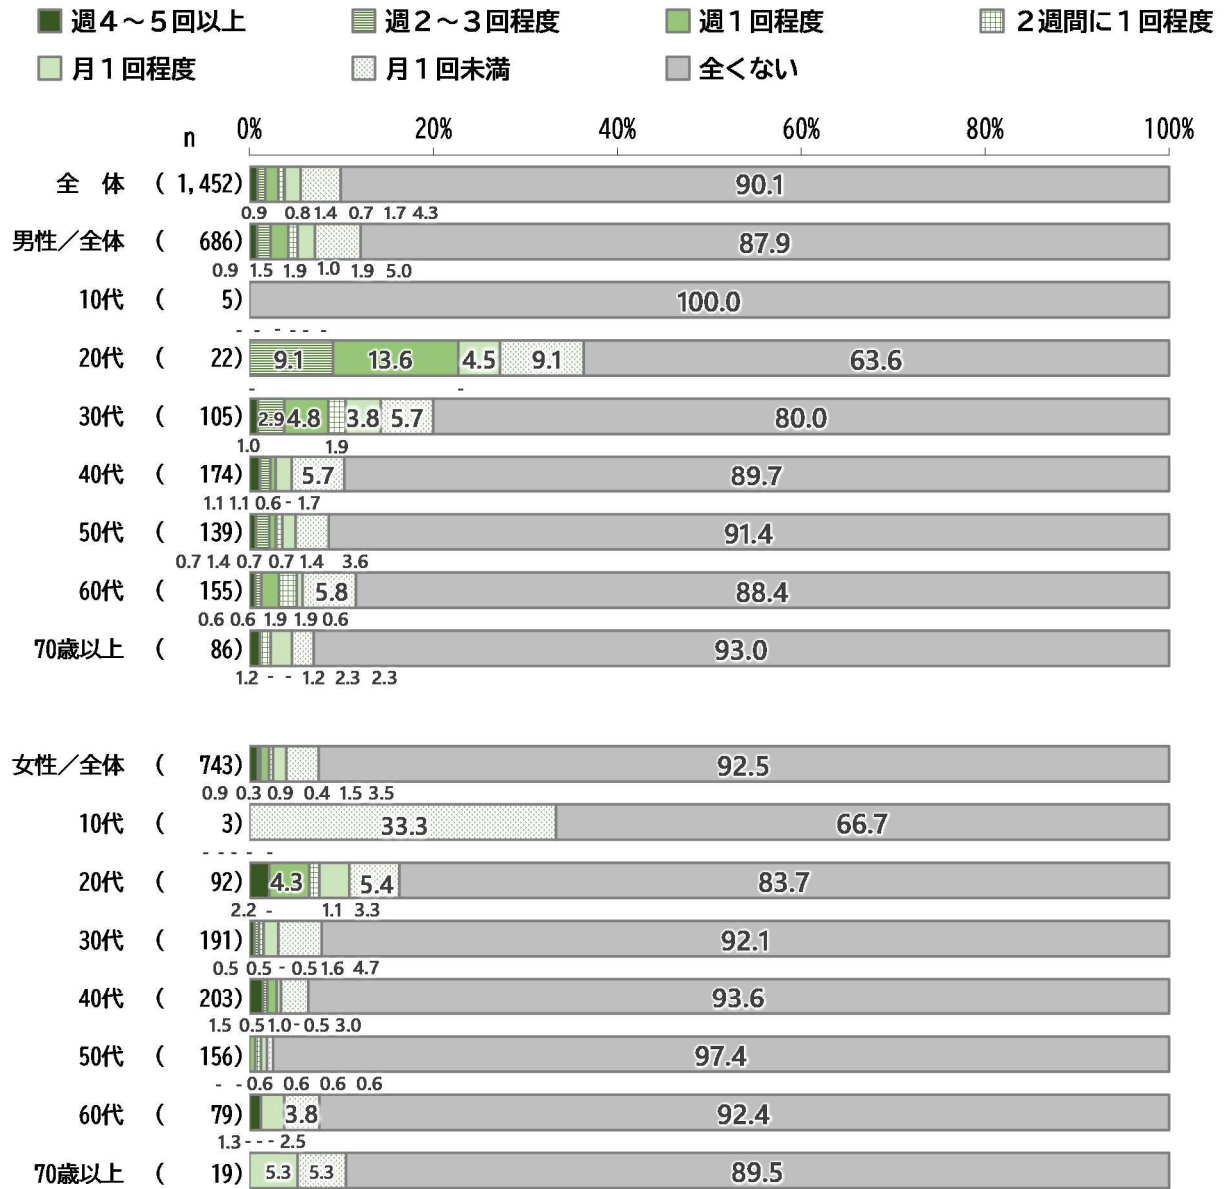 週4～5回以上 週2～3回程度 週1回程度 2週間に1回程度
月1回程度 月1回未満 全くない
n 0% 20% 40% 60% 80% 100%
全 体 ( 1,452) 90.1
0.9 0.8 1.4 0.7 1.7 4.3
男性／全体 ( 686) 87.9
0.9 1.5 1.9 1.0 1.9 5.0
10代 ( 5) 100.0
- - - - - -
20代 ( 22) 9.1 13.6 4.5 9.1 63.6
- -
30代 ( 105) 2.9 4.8 3.8 5.7 80.0
1.0 1.9
40代 ( 174) 5.7 89.7
1.1 1.1 0.6 - 1.7
50代 ( 139) 91.4
0.7 1.4 0.7 0.7 1.4 3.6
60代 ( 155) 5.8 88.4
0.6 0.6 1.9 1.9 0.6
70歳以上 ( 86) 93.0
1.2 - - 1.2 2.3 2.3
女性／全体 ( 743) 92.5
0.9 0.3 0.9 0.4 1.5 3.5
10代 ( 3) 33.3 66.7
- - - - -
20代 ( 92) 4.3 5.4 83.7
2.2 - 1.1 3.3
30代 ( 191) 92.1
0.5 0.5 - 0.5 1.6 4.7
40代 ( 203) 93.6
1.5 0.5 1.0 - 0.5 3.0
50代 ( 156) 97.4
- - 0.6 0.6 0.6 0.6
60代 ( 79) 3.8 92.4
1.3 - - - 2.5
70歳以上 ( 19) 5.3 5.3 89.5